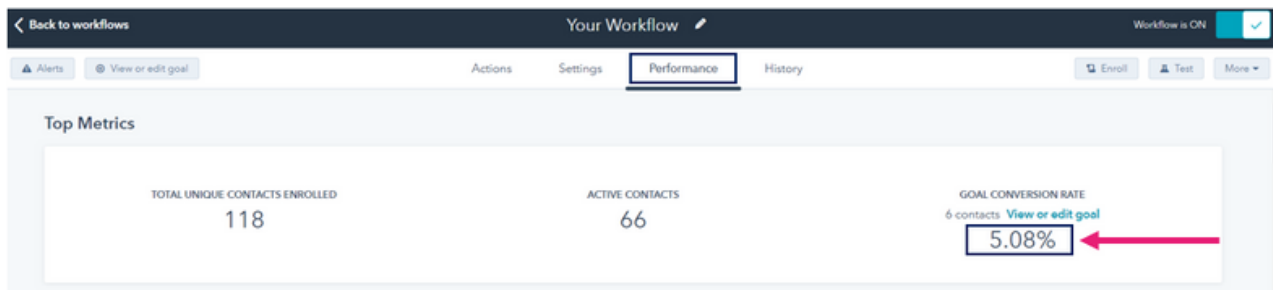 Back to workflows
Your Workflow
Workflow is ON
Alerts
View or edit goal
Actions
Settings
Performance
History
Enroll
Test
More
Top Metrics
TOTAL UNIQUE CONTACTS ENROLLED
118
ACTIVE CONTACTS
66
GOAL CONVERSION RATE
6 contacts View or edit goal
5.08%